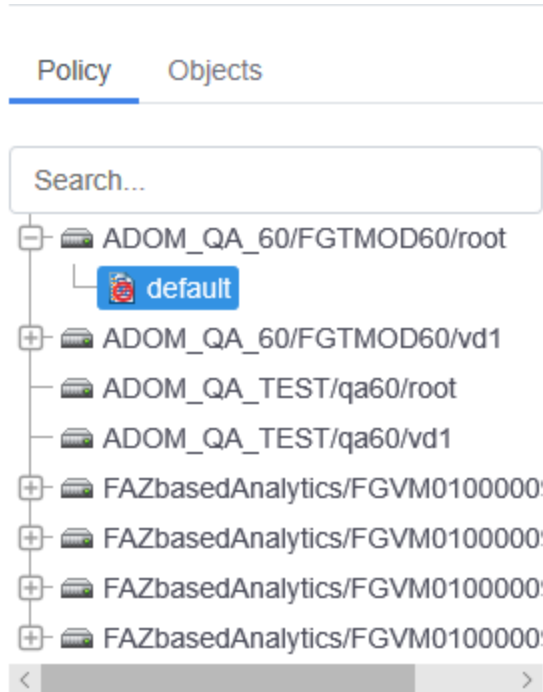 Policy Objects
Search...
ADOM_QA_60/FGTMOD60/root
default
ADOM_QA_60/FGTMOD60/vd1
ADOM_QA_TEST/qa60/root
ADOM_QA_TEST/qa60/vd1
FAZbasedAnalytics/FGVM0100000
FAZbasedAnalytics/FGVM0100000
FAZbasedAnalytics/FGVM0100000
FAZbasedAnalytics/FGVM0100000